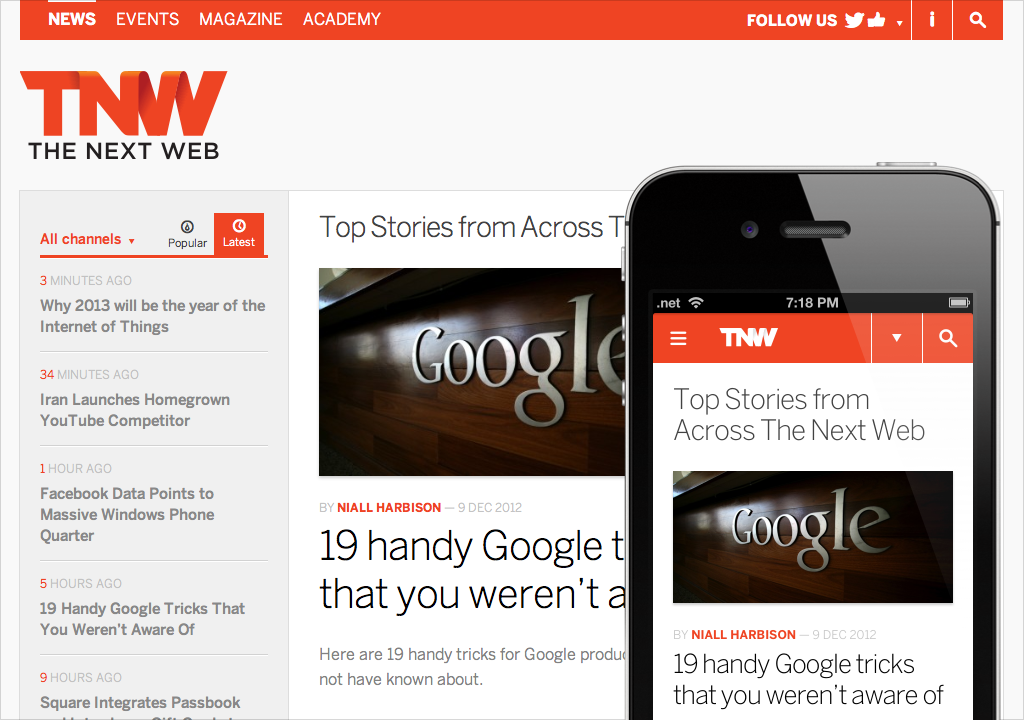 NEWS EVENTS MAGAZINE ACADEMY FOLLOW US
TNW
THE NEXT WEB
All channels
Popular
Latest
3 MINUTES AGO
Why 2013 will be the year of the
Internet of Things
34 MINUTES AGO
Iran Launches Homegrown
YouTube Competitor
1 HOUR AGO
Facebook Data Points to
Massive Windows Phone
Quarter
5 HOURS AGO
19 Handy Google Tricks That
You Weren't Aware Of
9 HOURS AGO
Square Integrates Passbook
Top Stories from Across T
Google
BY NIALL HARBISON — 9 DEC 2012
19 handy Google t
that you weren't a
Here are 19 handy tricks for Google produc
not have known about.
.net 7:18 PM
TNW
Top Stories from
Across The Next Web
Google
BY NIALL HARBISON — 9 DEC 2012
19 handy Google tricks
that you weren't aware of